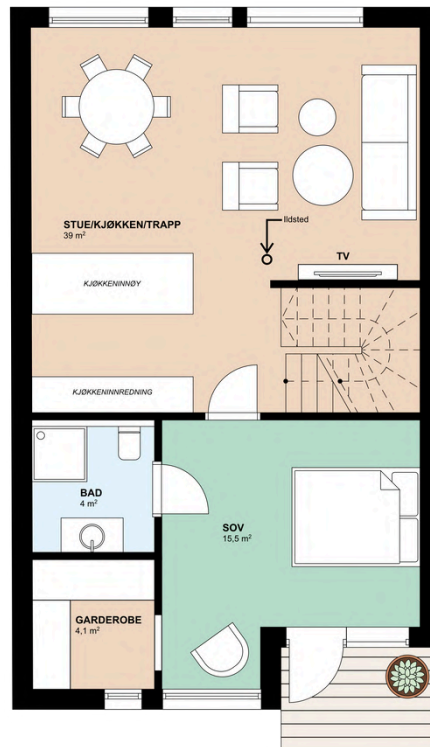 Ildsted
STUE/KJØKKEN/TRAPP
39 m²
TV
KJØKKENINNØY
KJØKKENINNREDNING
BAD
4 m²
SOV
15,5 m²
GARDEROBE
4,1 m²